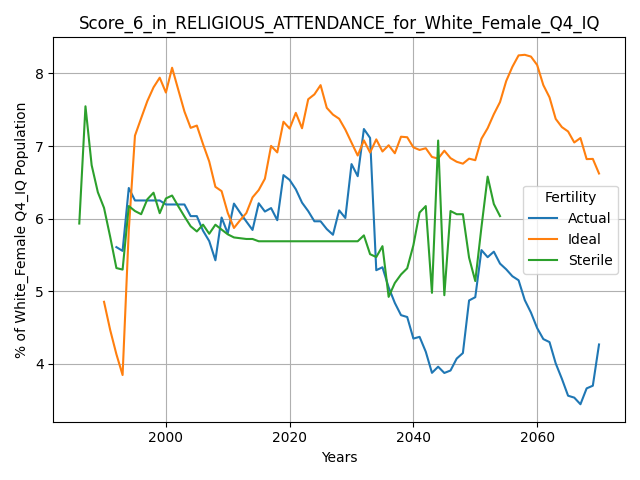 Score_6_in_RELIGIOUS_ATTENDANCE_for_White_Female_Q4_IQ
% of White_Female Q4_IQ Population
8
7
6
5
4
Fertility
Actual
Ideal
Sterile
2000
2020
2040
2060
Years